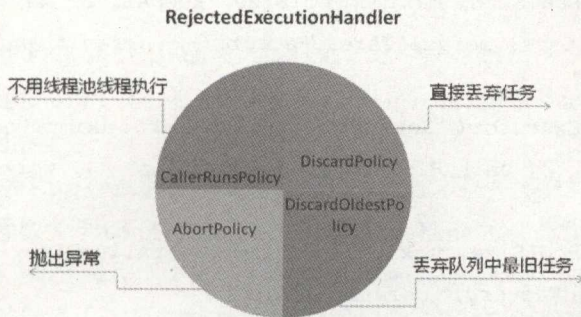 RejectedExecutionHandler
不用线程池线程执行
直接丢弃任务
CallerRunsPolicy
DiscardPolicy
AbortPolicy
DiscardOldestPo
licy
抛出异常
丢弃队列中最旧任务